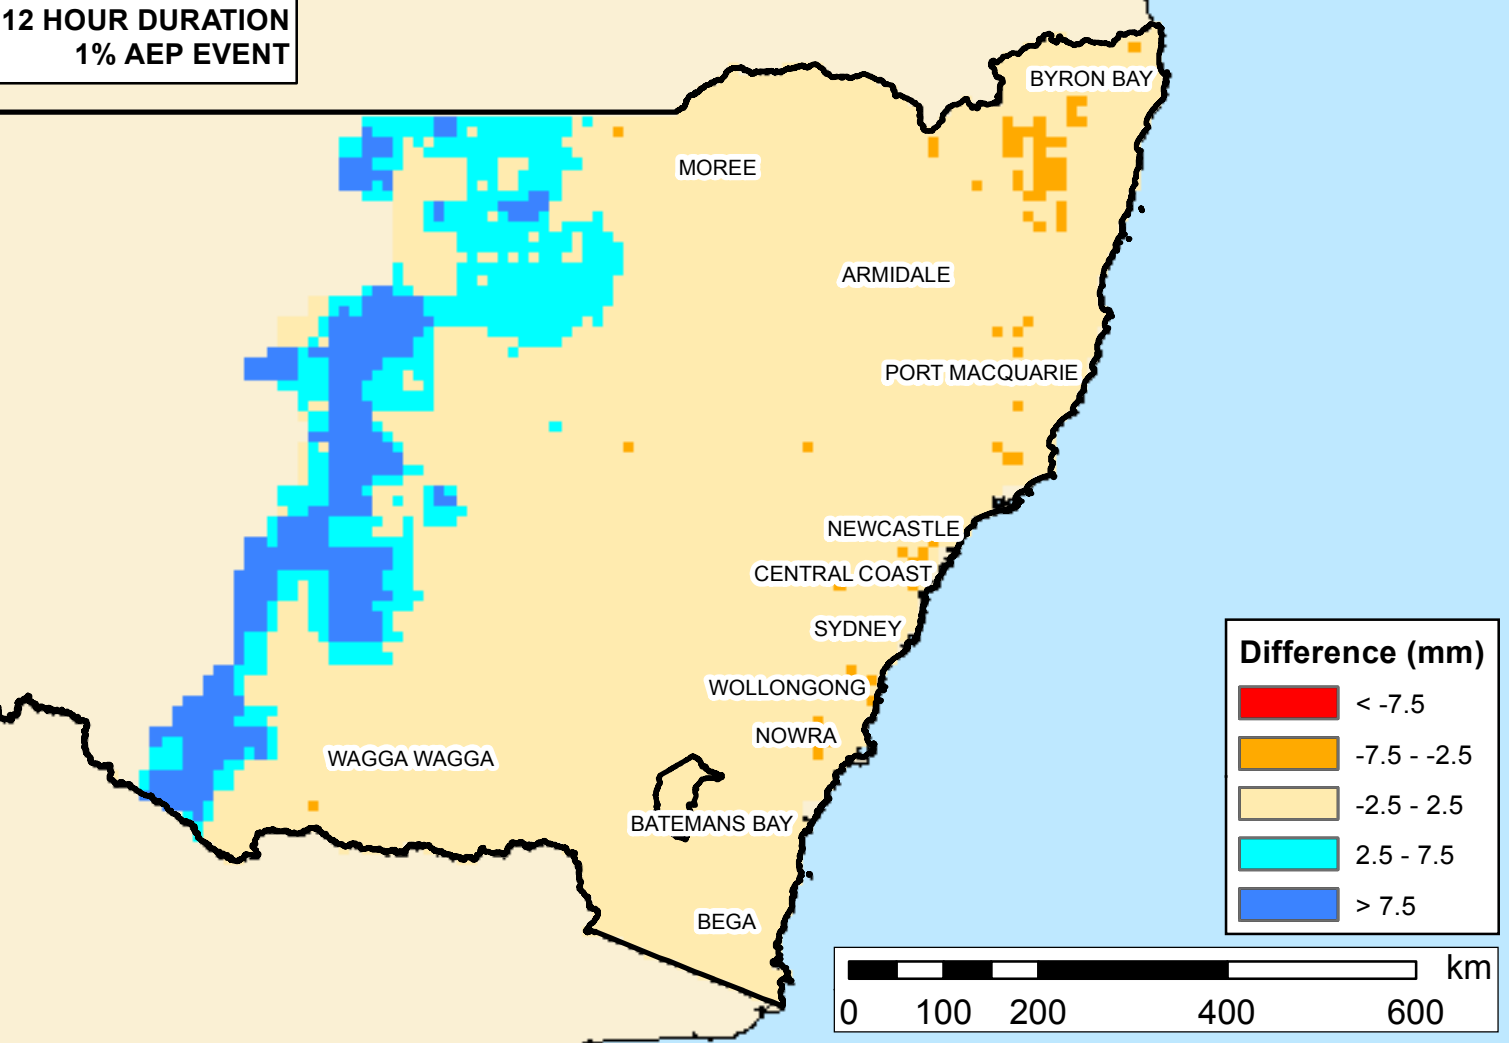 12 HOUR DURATION
1% AEP EVENT
BYRON BAY
MOREE
ARMIDALE
PORT MACQUARIE
NEWCASTLE
CENTRAL COAST
SYDNEY
WOLLONGONG
NOWRA
WAGGA WAGGA
BATEMANS BAY
BEGA
Difference (mm)
< -7.5
-7.5 - -2.5
-2.5 - 2.5
2.5 - 7.5
> 7.5
km
0 100 200 400 600